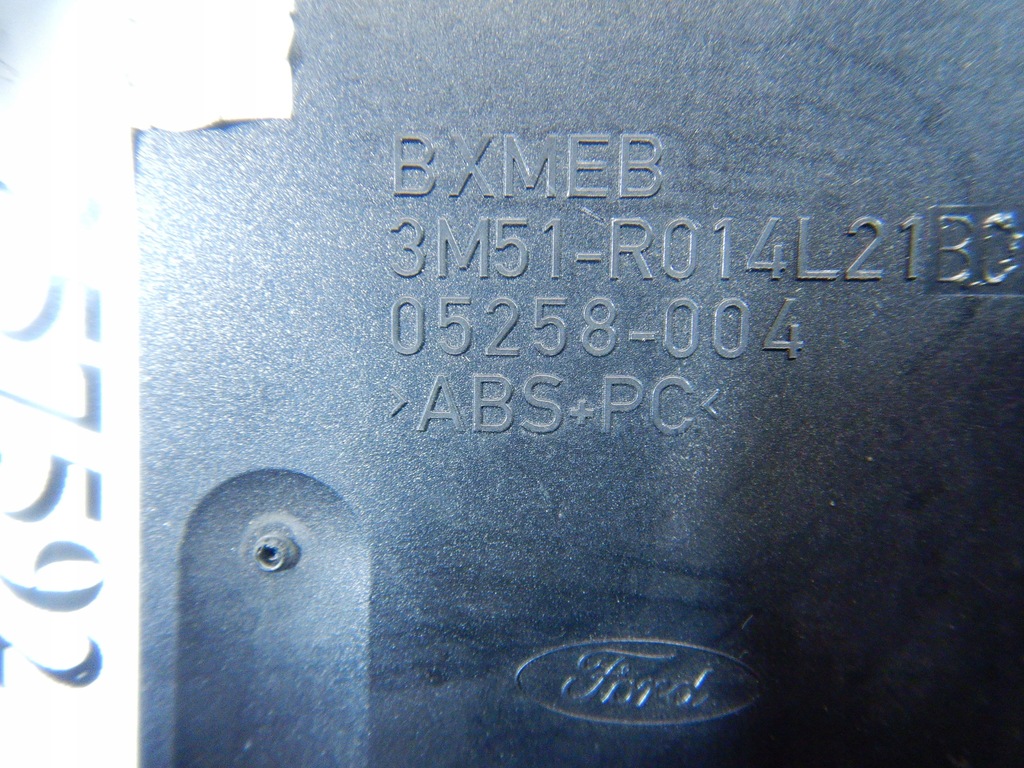 BXMEB
3M51-R014L21BC
05258-004
>ABS+PC<
Ford